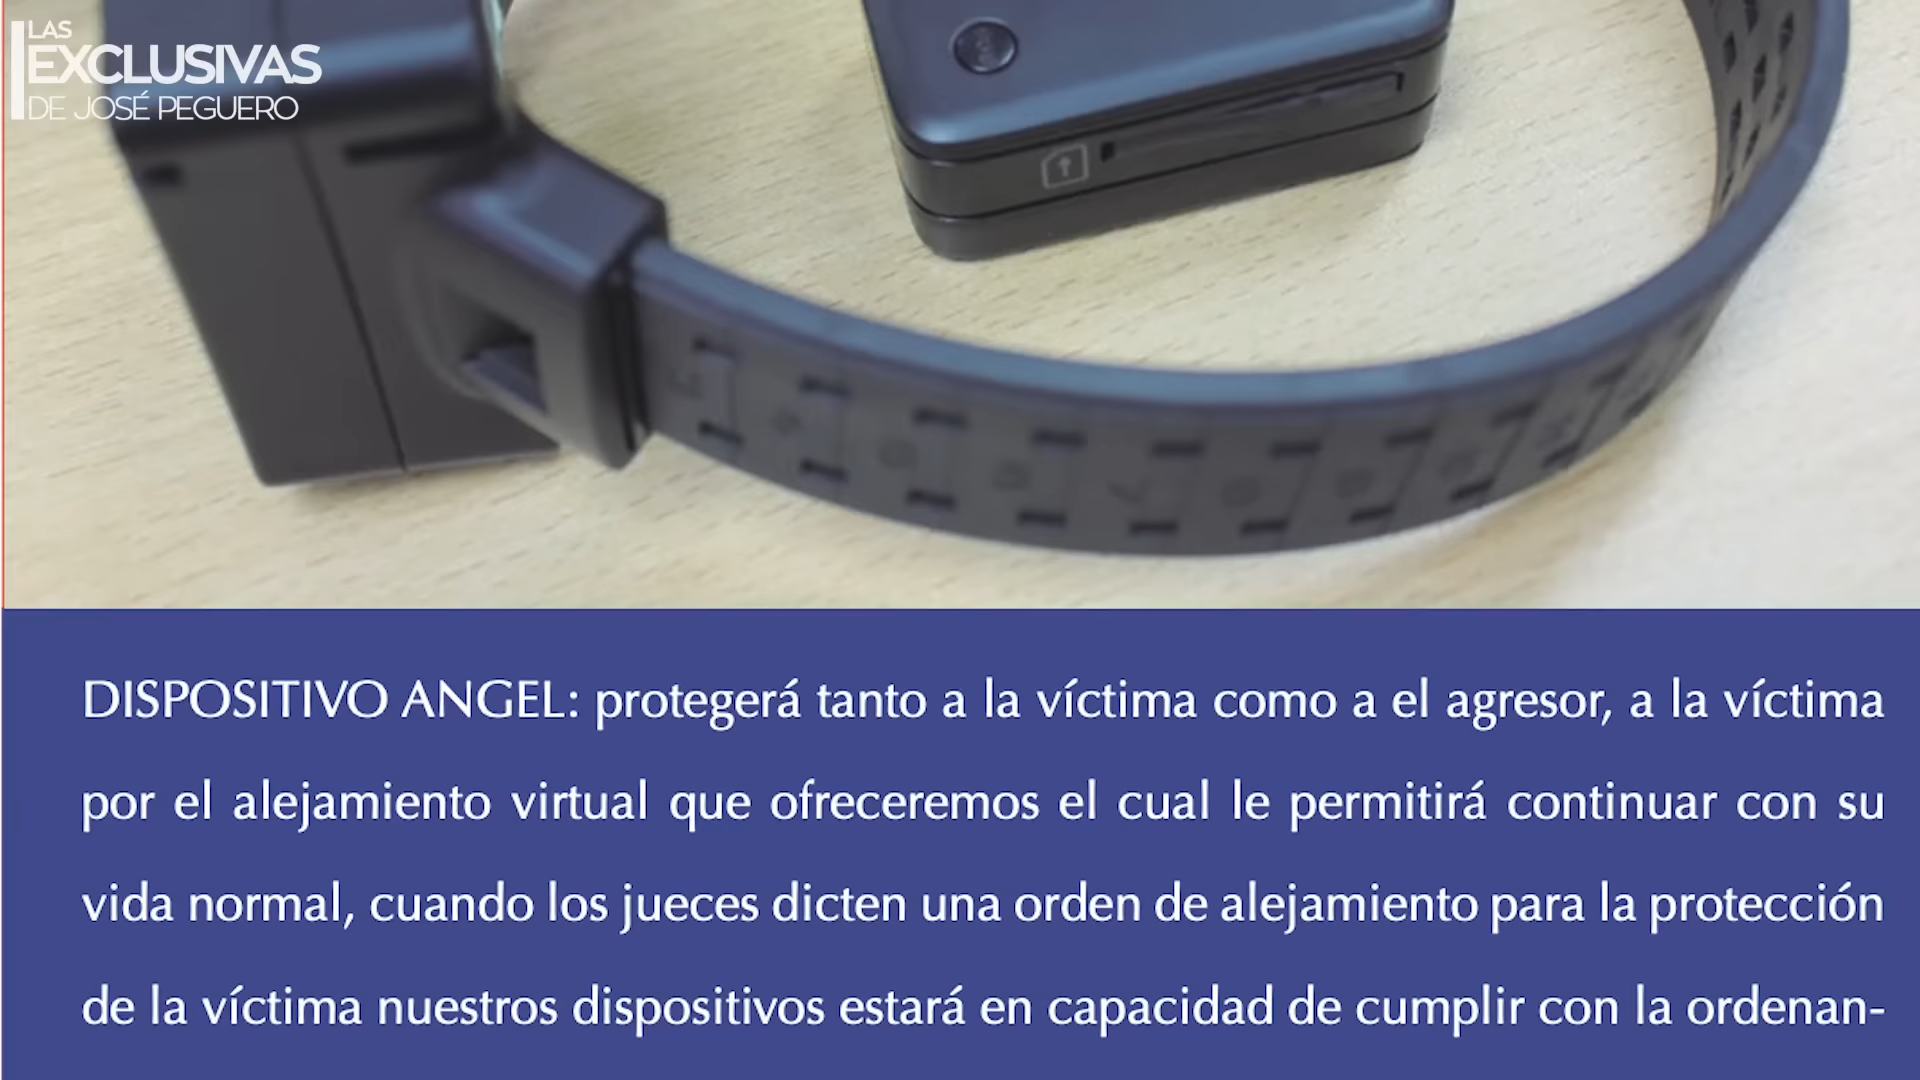 LAS
EXCLUSIVAS
DE JOSÉ PEGUERO
DISPOSITIVO ANGEL: protegerá tanto a la víctima como a el agresor, a la víctima
por el alejamiento virtual que ofreceremos el cual le permitirá continuar con su
vida normal, cuando los jueces dicten una orden de alejamiento para la protección
de la víctima nuestros dispositivos estará en capacidad de cumplir con la ordenan-